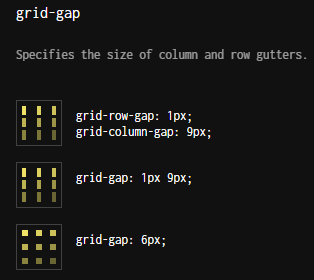 grid-gap
Specifies the size of column and row gutters.
grid-row-gap: 1px;
grid-column-gap: 9px;
grid-gap: 1px 9px;
grid-gap: 6px;